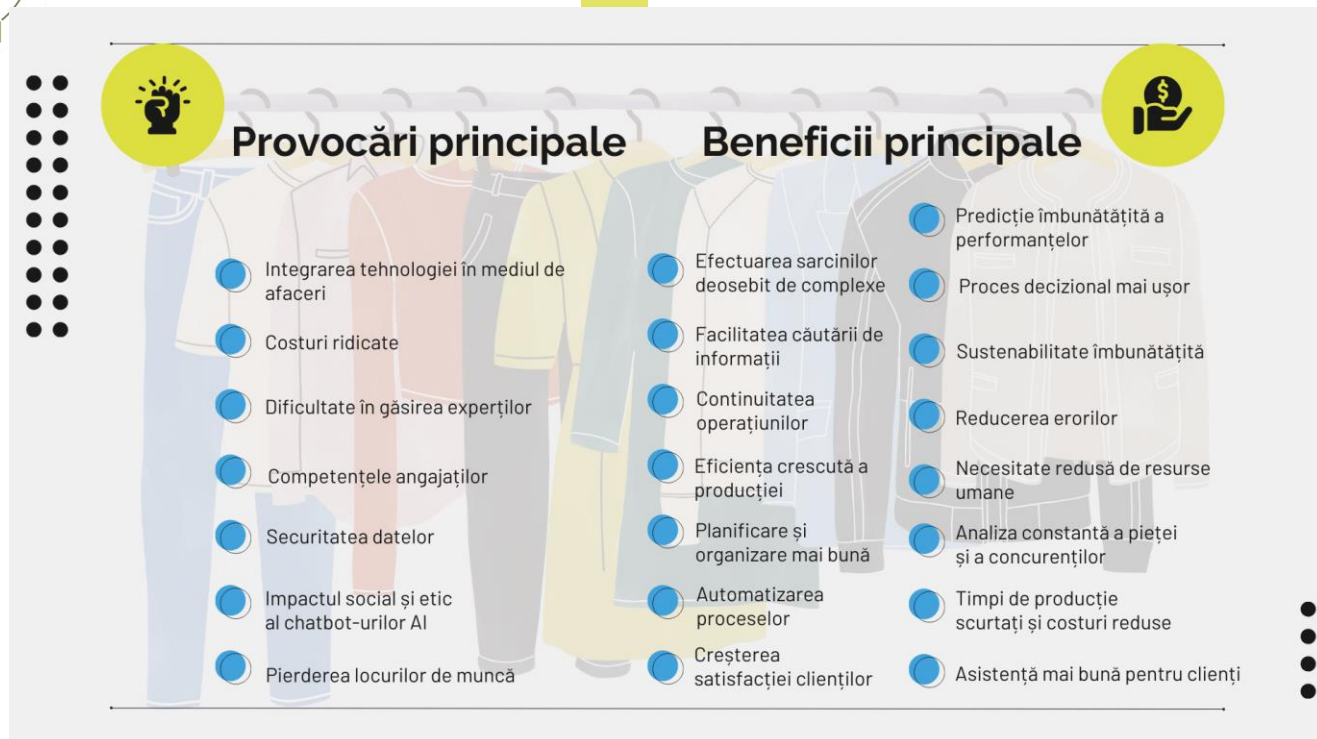 Provocări principale
Integrarea tehnologiei în mediul de
afaceri
Costuri ridicate
Dificultate în găsirea experților
Competențele angajaților
Securitatea datelor
Impactul social și etic
al chatbot-urilor AI
Pierderea locurilor de muncă
Beneficii principale
Efectuarea sarcinilor
deosebit de complexe
Facilitatea căutării de
informații
Continuitatea
operațiunilor
Eficiența crescută a
producției
Planificare și
organizare mai bună
Automatizarea
proceselor
Creșterea
satisfacției clienților
Predicție îmbunătățită a
performanțelor
Proces decizional mai ușor
Sustenabilitate îmbunătățită
Reducerea erorilor
Necesitate redusă de resurse
umane
Analiza constantă a pieței
și a concurenților
Timpi de producție
scurtați și costuri reduse
Asistență mai bună pentru clienți